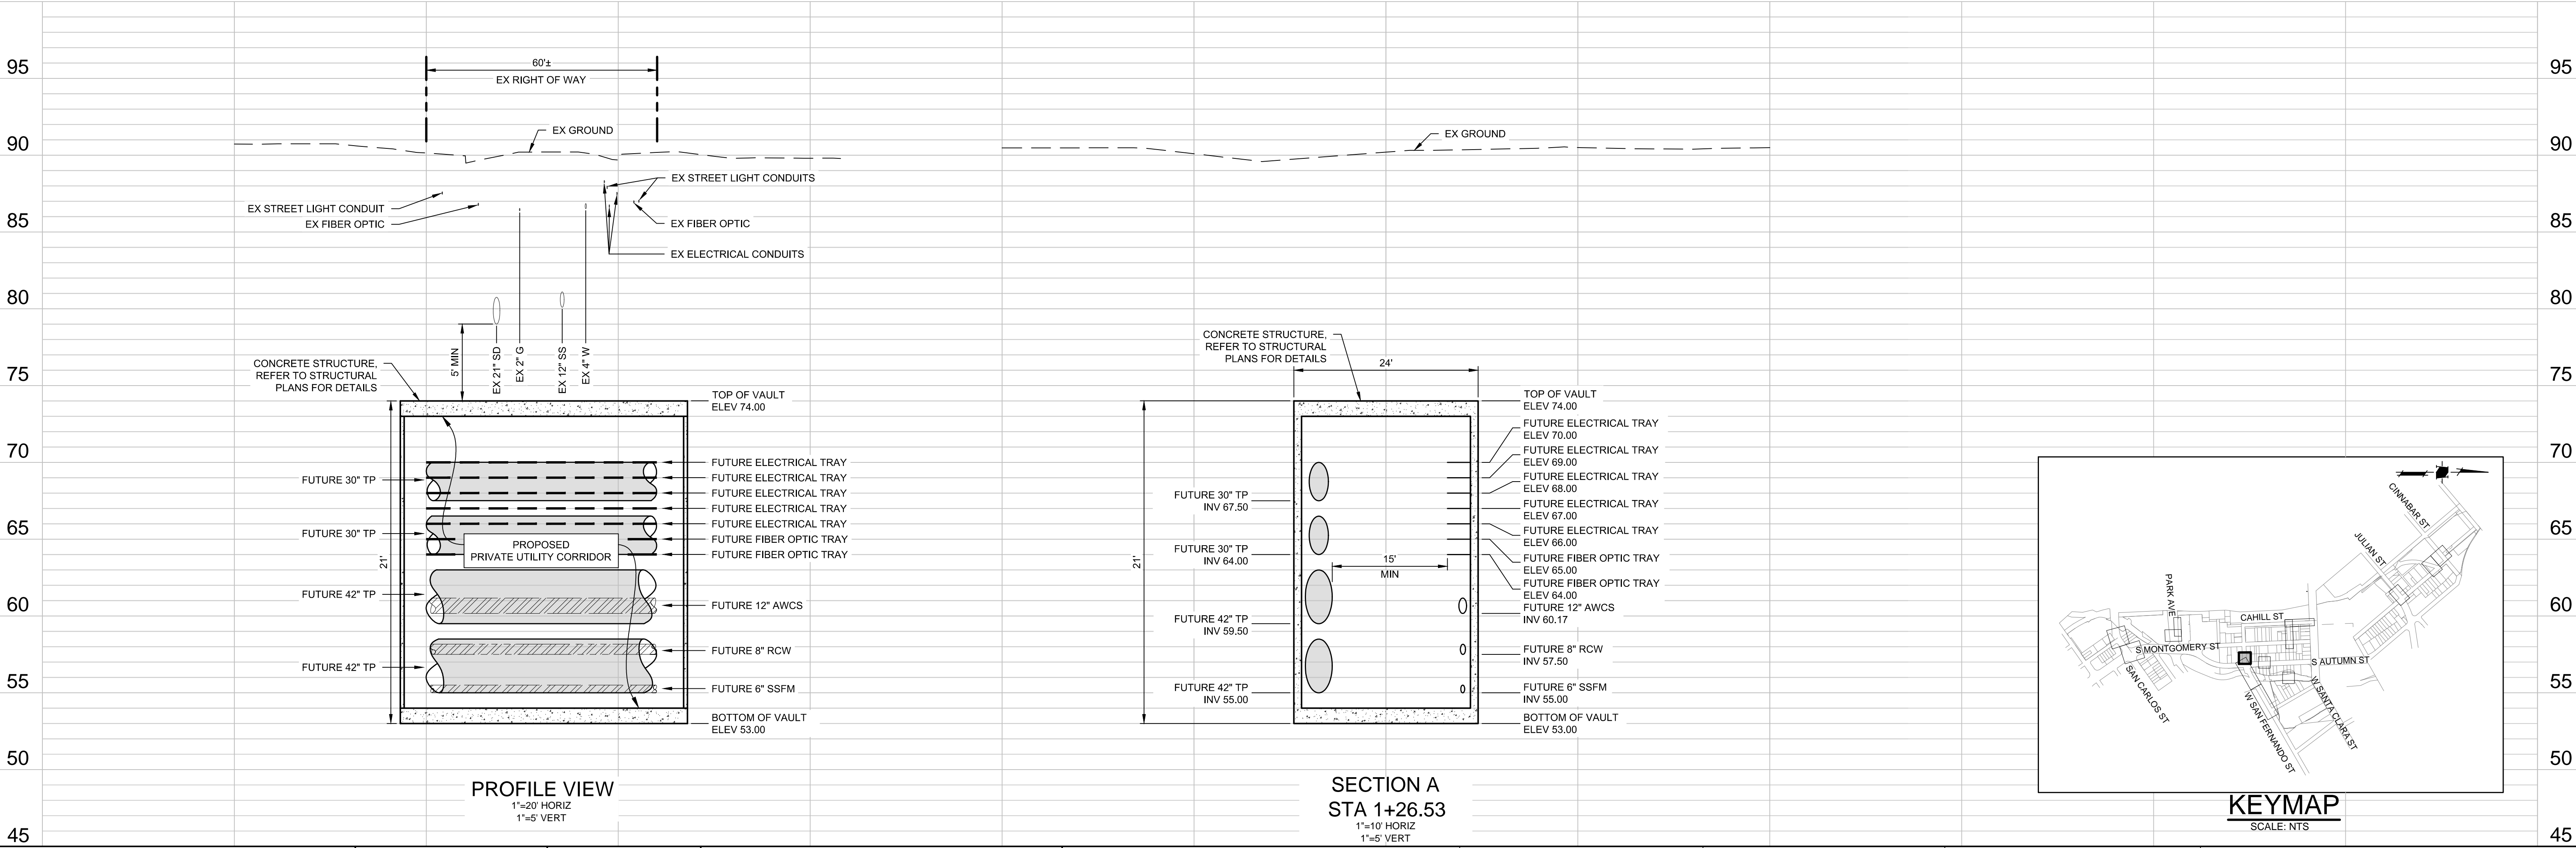 95
90
85
80
75
70
65
60
55
50
45
60'±
EX RIGHT OF WAY
EX GROUND
EX STREET LIGHT CONDUITS
EX STREET LIGHT CONDUIT
EX FIBER OPTIC
EX FIBER OPTIC
EX ELECTRICAL CONDUITS
5' MIN
EX 21" SD
EX 2" G
EX 12" SS
EX 4" W
CONCRETE STRUCTURE,
REFER TO STRUCTURAL
PLANS FOR DETAILS
TOP OF VAULT
ELEV 74.00
21'
FUTURE 30" TP
FUTURE 30" TP
FUTURE 42" TP
FUTURE 42" TP
PROPOSED
PRIVATE UTILITY CORRIDOR
FUTURE ELECTRICAL TRAY
FUTURE ELECTRICAL TRAY
FUTURE ELECTRICAL TRAY
FUTURE ELECTRICAL TRAY
FUTURE ELECTRICAL TRAY
FUTURE FIBER OPTIC TRAY
FUTURE FIBER OPTIC TRAY
FUTURE 12" AWCS
FUTURE 8" RCW
FUTURE 6" SSFM
BOTTOM OF VAULT
ELEV 53.00
PROFILE VIEW
1"=20' HORIZ
1"=5' VERT
EX GROUND
CONCRETE STRUCTURE,
REFER TO STRUCTURAL
PLANS FOR DETAILS
24'
21'
15'
MIN
FUTURE 30" TP
INV 67.50
FUTURE 30" TP
INV 64.00
FUTURE 42" TP
INV 59.50
FUTURE 42" TP
INV 55.00
TOP OF VAULT
ELEV 74.00
FUTURE ELECTRICAL TRAY
ELEV 70.00
FUTURE ELECTRICAL TRAY
ELEV 69.00
FUTURE ELECTRICAL TRAY
ELEV 68.00
FUTURE ELECTRICAL TRAY
ELEV 67.00
FUTURE ELECTRICAL TRAY
ELEV 66.00
FUTURE FIBER OPTIC TRAY
ELEV 65.00
FUTURE FIBER OPTIC TRAY
ELEV 64.00
FUTURE 12" AWCS
INV 60.17
FUTURE 8" RCW
INV 57.50
FUTURE 6" SSFM
INV 55.00
BOTTOM OF VAULT
ELEV 53.00
SECTION A
STA 1+26.53
1"=10' HORIZ
1"=5' VERT
CINNABAR ST
JULIAN ST
PARK AVE
CAHILL ST
S MONTGOMERY ST
S AUTUMN ST
SAN CARLOS ST
W SAN FERNANDO ST
W SANTA CLARA ST
KEYMAP
SCALE: NTS
95
90
85
80
75
70
65
60
55
50
45